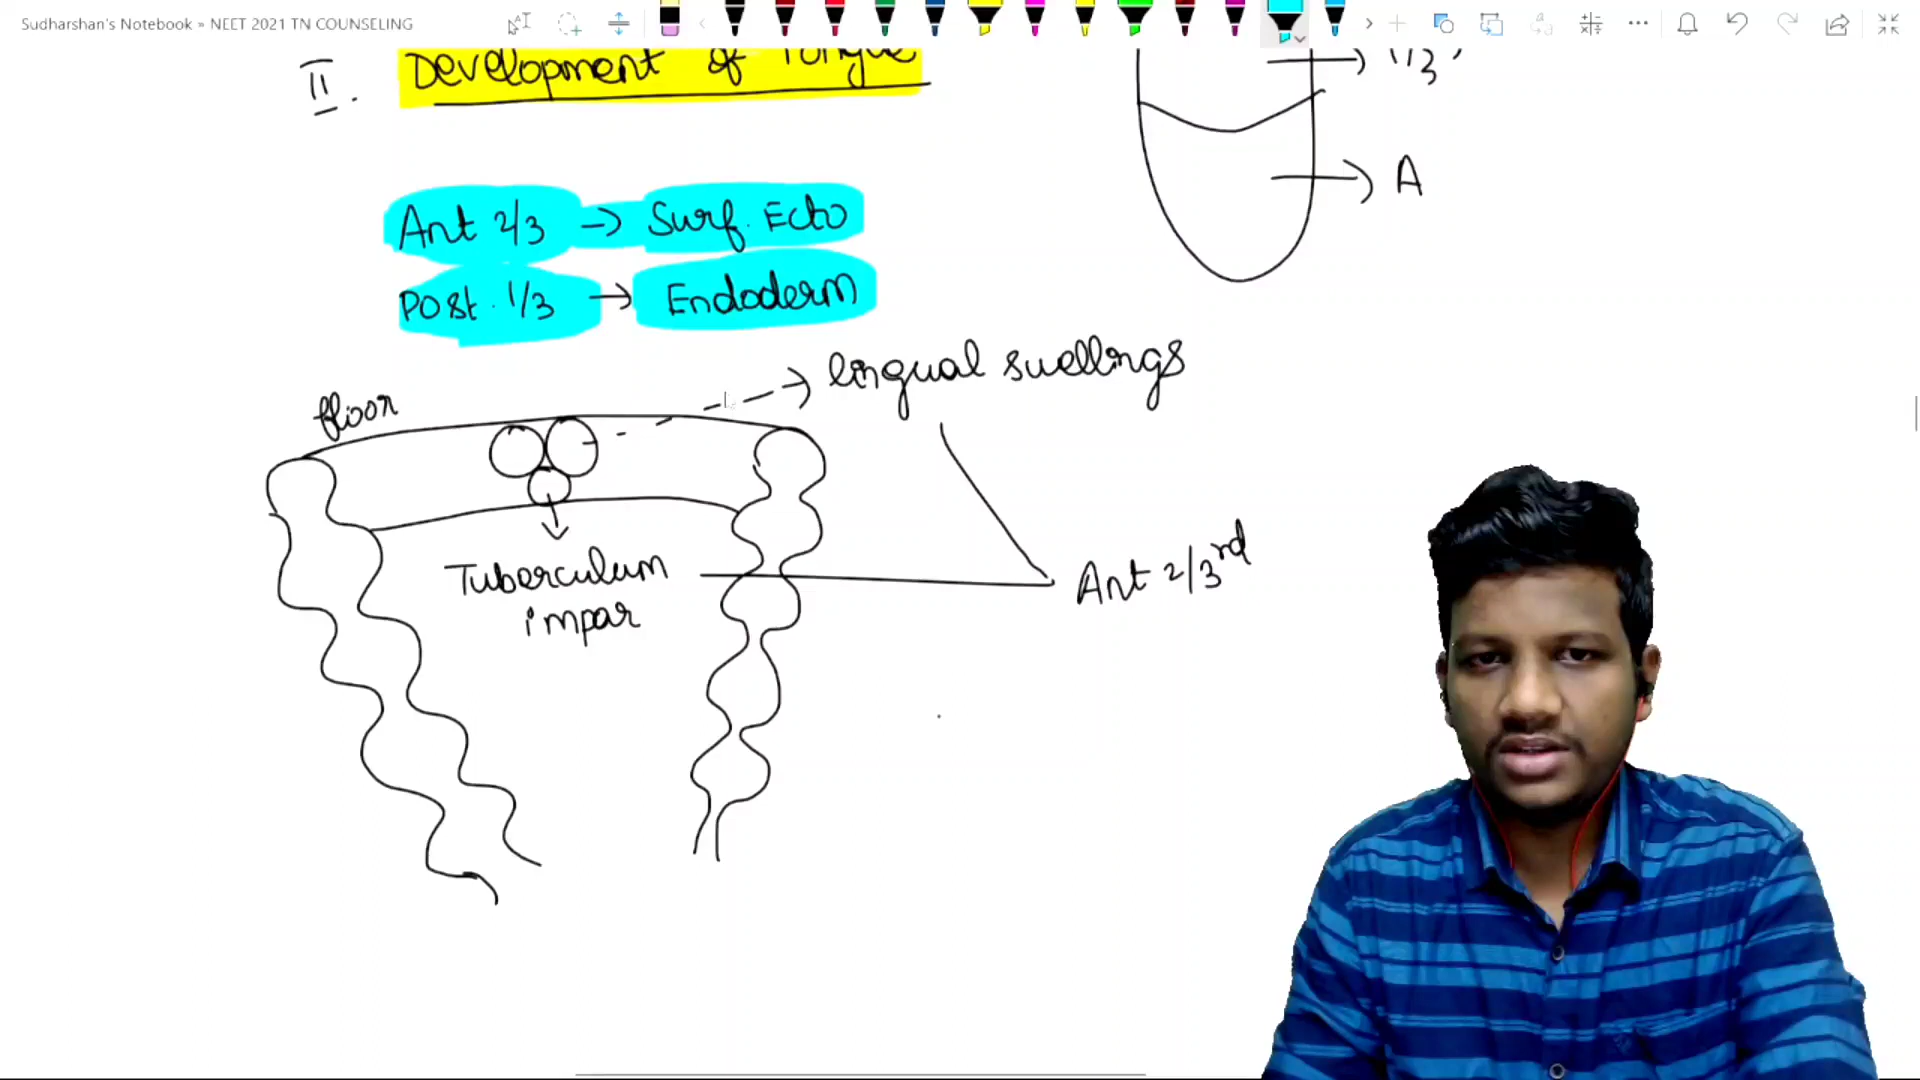 Sudharshan's Notebook » NEET 2021 TN COUNSELING
II. Development of Tongue
1/3
A
Ant 2/3 → Surf. Ecto
Post. 1/3 → Endoderm
lingual swellings
floor
Tuberculum
impar
Ant 2/3rd